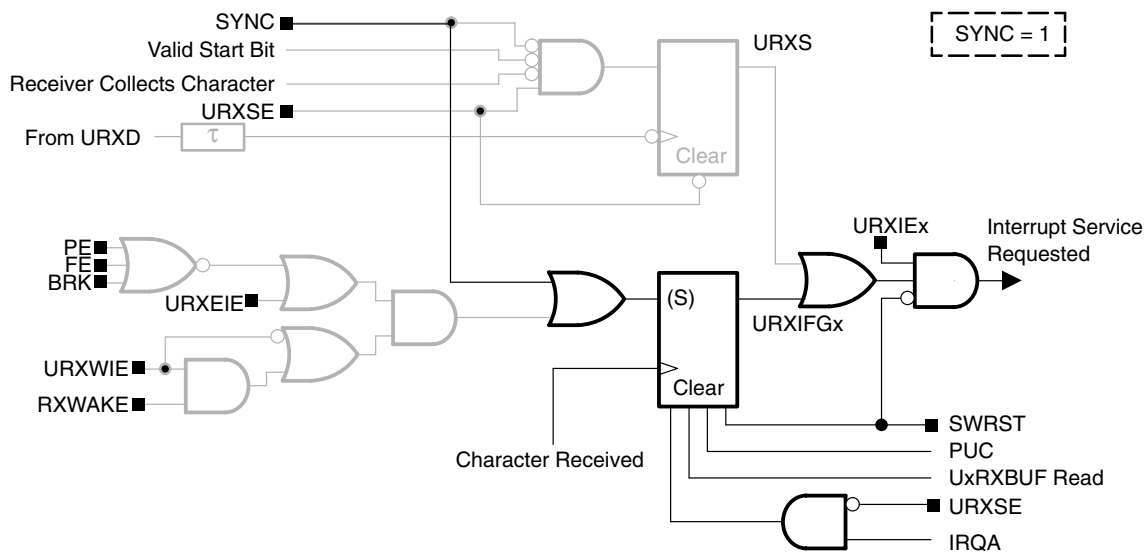 SYNC
SYNC = 1
Valid Start Bit
Receiver Collects Character
URXSE
From URXD
τ
URXS
Clear
PE
FE
BRK
URXEIE
URXWIE
RXWAKE
(S)
Clear
URXIFGx
URXIEx
Interrupt Service
Requested
Character Received
SWRST
PUC
UxRXBUF Read
URXSE
IRQA